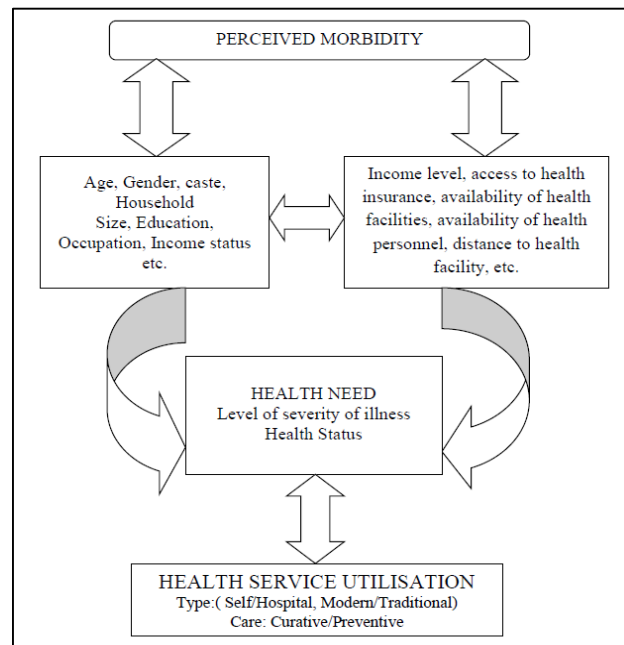 PERCEIVED MORBIDITY
Age, Gender, caste,
Household
Size, Education,
Occupation, Income status
etc.
Income level, access to health
insurance, availability of health
facilities, availability of health
personnel, distance to health
facility, etc.
HEALTH NEED
Level of severity of illness
Health Status
HEALTH SERVICE UTILISATION
Type:( Self/Hospital, Modern/Traditional)
Care: Curative/Preventive